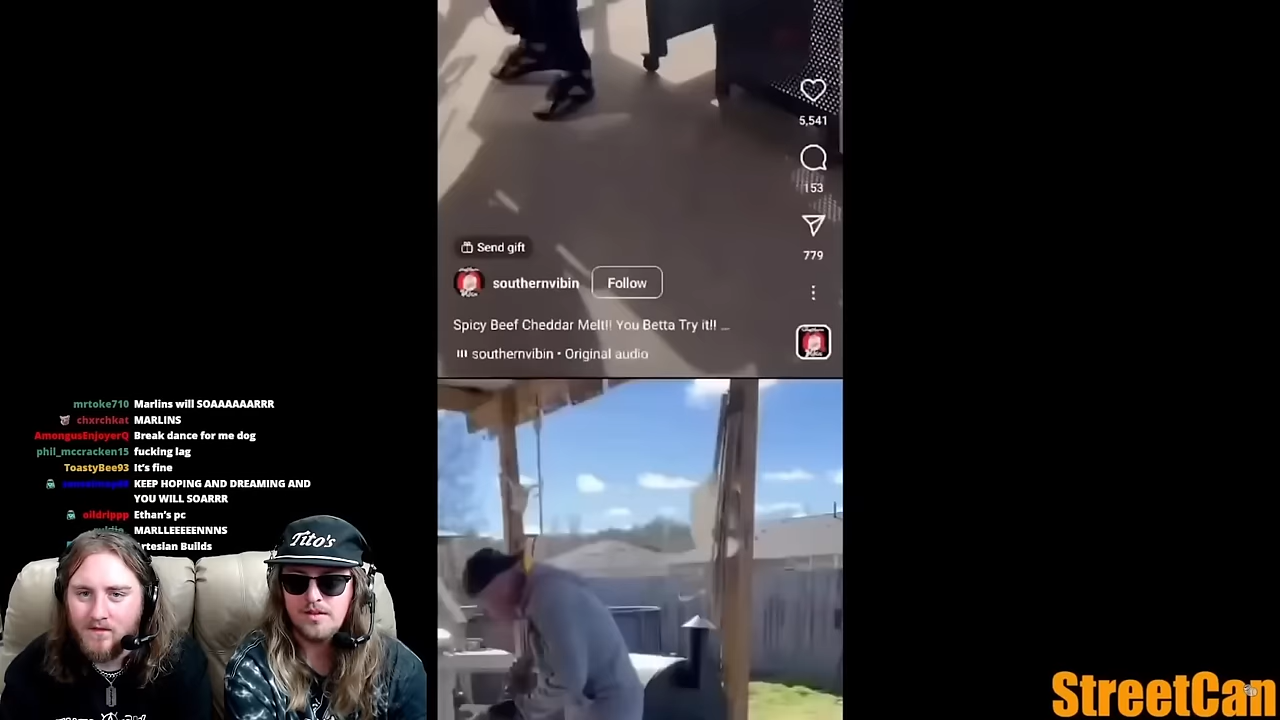 5,541
153
779
Send gift
southernvibin
Follow
Spicy Beef Cheddar Melt!! You Betta Try it!! ...
southernvibin • Original audio
mrtoke710 Marlins will SOAAAAAARRR
chxrchkat MARLINS
AmongusEnjoyerQ Break dance for me dog
phil_mccracken15 fucking lag
ToastyBee93 It's fine
KEEP HOPING AND DREAMING AND
YOU WILL SOARRR
oildrippp Ethan's pc
MARLLEEEEENNNS
Builds
Tito's
StreetCan